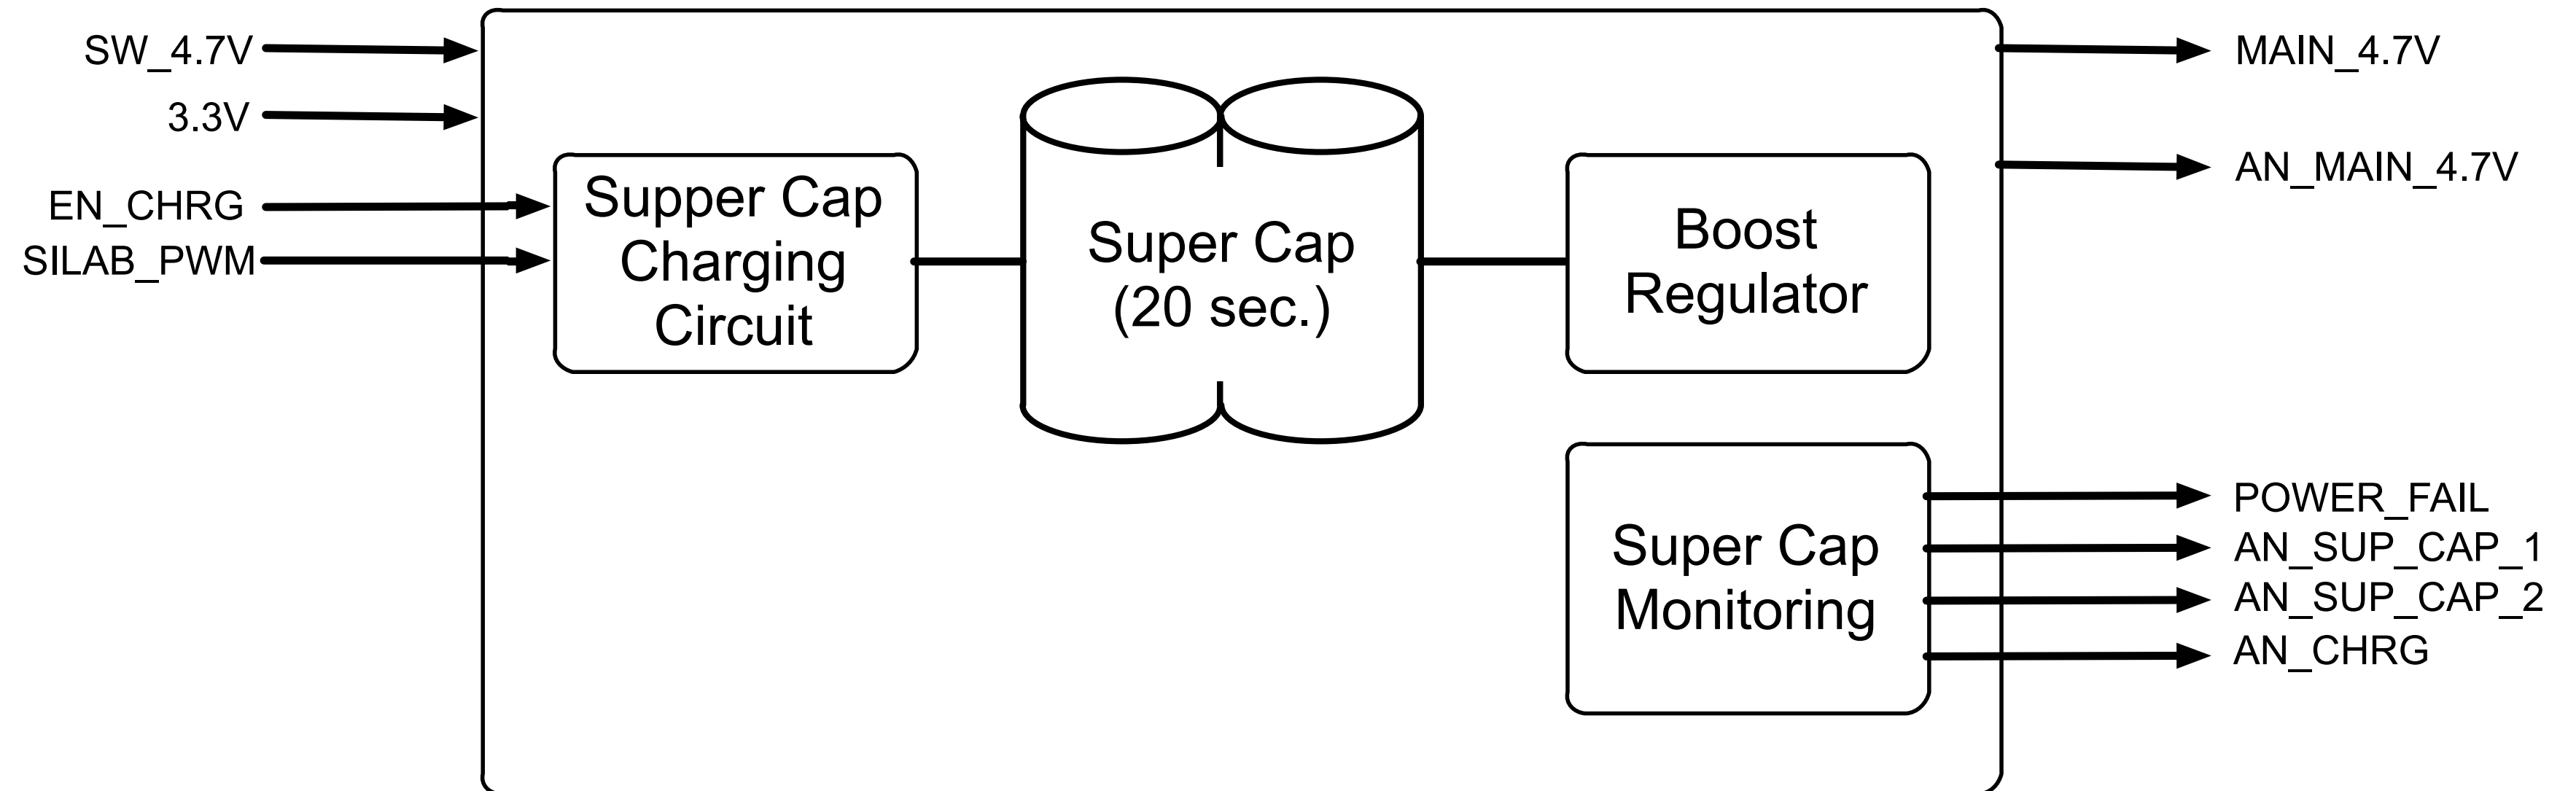 SW_4.7V
3.3V
EN_CHRG
SILAB_PWM
Supper Cap
Charging
Circuit
Super Cap
(20 sec.)
Boost
Regulator
Super Cap
Monitoring
MAIN_4.7V
AN_MAIN_4.7V
POWER_FAIL
AN_SUP_CAP_1
AN_SUP_CAP_2
AN_CHRG